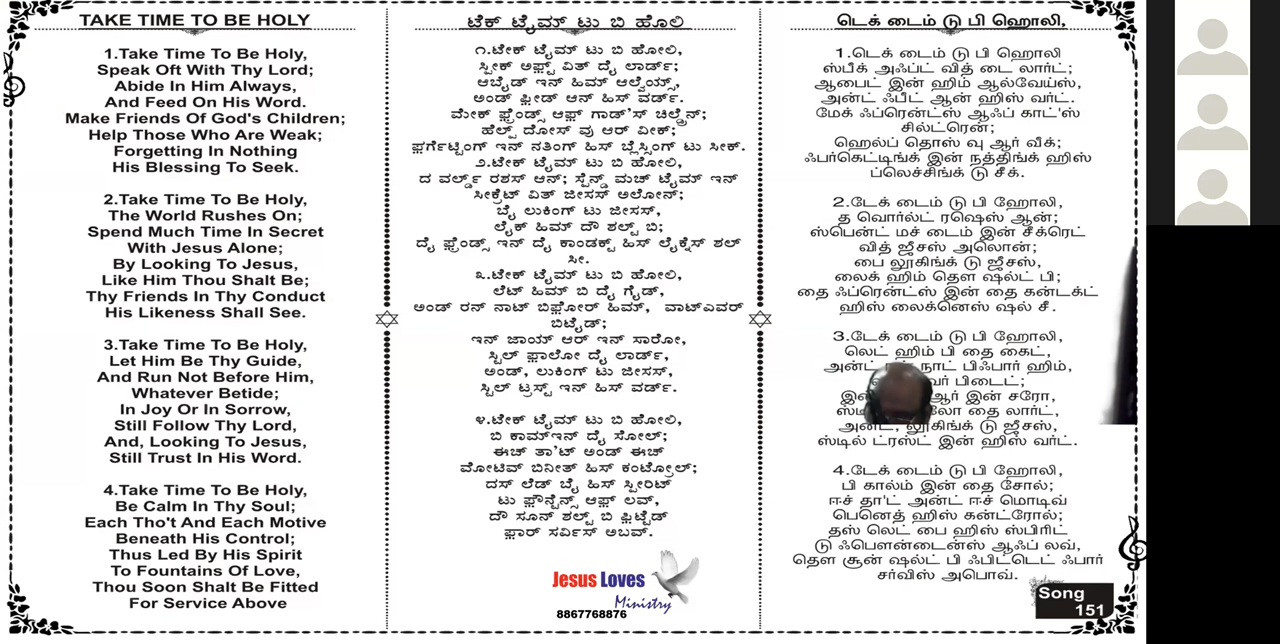 TAKE TIME TO BE HOLY
1.Take Time To Be Holy,
Speak Oft With Thy Lord;
Abide In Him Always,
And Feed On His Word.
Make Friends Of God's Children;
Help Those Who Are Weak;
Forgetting In Nothing
His Blessing To Seek.
2.Take Time To Be Holy,
The World Rushes On;
Spend Much Time In Secret
With Jesus Alone;
By Looking To Jesus,
Like Him Thou Shalt Be;
Thy Friends In Thy Conduct
His Likeness Shall See.
3.Take Time To Be Holy,
Let Him Be Thy Guide,
And Run Not Before Him,
Whatever Betide;
In Joy Or In Sorrow,
Still Follow Thy Lord,
And, Looking To Jesus,
Still Trust In His Word.
4.Take Time To Be Holy,
Be Calm In Thy Soul;
Each Tho't And Each Motive
Beneath His Control;
Thus Led By His Spirit
To Fountains Of Love,
Thou Soon Shalt Be Fitted
For Service Above
ಟೆಕ್ ಟೈಮ್ ಟು ಬಿ ಹೊಲಿ
೧.ಟೇಕ್ ಟೈಮ್ ಟು ಬಿ ಹೋಲಿ,
ಸ್ಪೀಕ್ ಅಫ್ಟ್ ವಿತ್ ದೈ ಲಾರ್ಡ್;
ಆಬೈಡ್ ಇನ್ ಹಿಮ್ ಆಲ್ವೆಯ್ಸ್,
ಅಂಡ್ ಫೀಡ್ ಆನ್ ಹಿಸ್ ವರ್ಡ್.
ಮೇಕ್ ಫ್ರೆಂಡ್ಸ್ ಆಫ್ ಗಾಡ್'ಸ್ ಚಿಲ್ಡ್ರೆನ್;
ಹೆಲ್ಪ್ ದೋಸ್ ವು ಆರ್ ವೀಕ್;
ಫರ್ಗೆಟ್ಟಿಂಗ್ ಇನ್ ನತಿಂಗ್ ಹಿಸ್ ಬ್ಲೆಸ್ಸಿಂಗ್ ಟು ಸೀಕ್.
೨.ಟೇಕ್ ಟೈಮ್ ಟು ಬಿ ಹೋಲಿ,
ದ ವರ್ಲ್ಡ್ ರಶಸ್ ಆನ್; ಸ್ಪೆನ್ಡ್ ಮಚ್ ಟೈಮ್ ಇನ್
ಸೀಕ್ರೆಟ್ ವಿತ್ ಜೀಸಸ್ ಅಲೋನ್;
ಬೈ ಲುಕಿಂಗ್ ಟು ಜೀಸಸ್,
ಲೈಕ್ ಹಿಮ್ ದೌ ಶಲ್ಟ್ ಬಿ;
ದೈ ಫ್ರೆಂಡ್ಸ್ ಇನ್ ದೈ ಕಾಂಡಕ್ಟ್ ಹಿಸ್ ಲೈಕ್ನೆಸ್ ಶಲ್
ಸೀ.
೩.ಟೇಕ್ ಟೈಮ್ ಟು ಬಿ ಹೋಲಿ,
ಲೆಟ್ ಹಿಮ್ ಬಿ ದೈ ಗೈಡ್,
ಅಂಡ್ ರನ್ ನಾಟ್ ಬಿಫೋರ್ ಹಿಮ್, ವಾಟ್ಎವರ್
ಬಿಟೈಡ್;
ಇನ್ ಜಾಯ್ ಆರ್ ಇನ್ ಸಾರೋ,
ಸ್ಟಿಲ್ ಫಾಲೋ ದೈ ಲಾರ್ಡ್,
ಅಂಡ್, ಲುಕಿಂಗ್ ಟು ಜೀಸಸ್,
ಸ್ಟಿಲ್ ಟ್ರಸ್ಟ್ ಇನ್ ಹಿಸ್ ವರ್ಡ್.
೪.ಟೇಕ್ ಟೈಮ್ ಟು ಬಿ ಹೋಲಿ,
ಬಿ ಕಾಮ್ಇನ್ ದೈ ಸೋಲ್;
ಈಚ್ ತಾ'ಟ್ ಅಂಡ್ ಈಚ್
ಮೋಟಿವ್ ಬಿನೀತ್ ಹಿಸ್ ಕಂಟ್ರೋಲ್;
ದಸ್ ಲೆಡ್ ಬೈ ಹಿಸ್ ಸ್ಪೀರಿಟ್
ಟು ಫೌನ್ಟೆನ್ಸ್ ಆಫ್ ಲವ್,
ದೌ ಸೂನ್ ಶಲ್ಟ್ ಬಿ ಫಿಟ್ಟೆಡ್
ಫಾರ್ ಸರ್ವಿಸ್ ಅಬವ್.
Jesus Loves
Ministry
8867768876
டெக் டைம் டு பி ஹொலி,
1.டெக் டைம் டு பி ஹொலி
ஸ்பீக் அஃப்ட் வித் டை லார்ட்;
ஆபைட் இன் ஹிம் ஆல்வேய்ஸ்,
அன்ட் ஃபீட் ஆன் ஹிஸ் வர்ட்.
மேக் ஃப்ரென்ட்ஸ் ஆஃப் காட்'ஸ்
சில்ட்ரென்;
ஹெல்ப் தொஸ் வு ஆர் வீக்;
ஃபர்கெட்டிங்க் இன் நத்திங்க் ஹிஸ்
ப்லெச்சிங்க் டு சீக்.
2.டேக் டைம் டு பி ஹோலி,
த வொர்ல்ட் ரஷெஸ் ஆன்;
ஸ்பென்ட் மச் டைம் இன் சீக்ரெட்
வித் ஜீஸஸ் அலொன்;
பை லூகிங்க் டு ஜீஸஸ்,
லைக் ஹிம் தௌ ஷல்ட் பி;
தை ஃப்ரென்ட்ஸ் இன் தை கன்டக்ட்
ஹிஸ் லைக்னெஸ் ஷல் சீ.
3.டேக் டைம் டு பி ஹோலி,
லெட் ஹிம் பி தை கைட்,
அன்ட் நாட் பிஃபார் ஹிம்,
பிடைட்;
ஆர் இன் சரோ,
தை லார்ட்,
அன்ட், லூகிங்க் டு ஜீஸஸ்,
ஸ்டில் ட்ரஸ்ட் இன் ஹிஸ் வர்ட்.
4.டேக் டைம் டு பி ஹோலி,
பி கால்ம் இன் தை சோல்;
ஈச் தா'ட் அன்ட் ஈச் மொடிவ்
பெனெத் ஹிஸ் கன்ட்ரோல்;
தஸ் லெட் பை ஹிஸ் ஸ்பிரிட்
டு ஃபௌன்டைன்ஸ் ஆஃப் லவ்,
தௌ சூன் ஷல்ட் பி ஃபிட்டெட் ஃபார்
சர்விஸ் அபொவ்.
Song
151